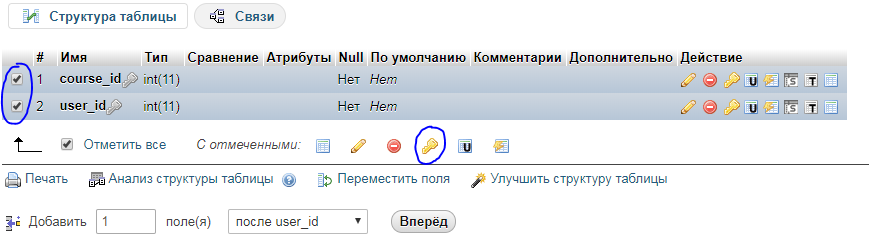 Структура таблицы Связи
# Имя Тип Сравнение Атрибуты Null По умолчанию Комментарии Дополнительно Действие
1 course_id int(11) Нет Нет U S T
2 user_id int(11) Нет Нет U S T
Отметить все С отмеченными: U
Печать Анализ структуры таблицы ? Переместить поля Улучшить структуру таблицы
Добавить 1 поле(я) после user_id Вперёд